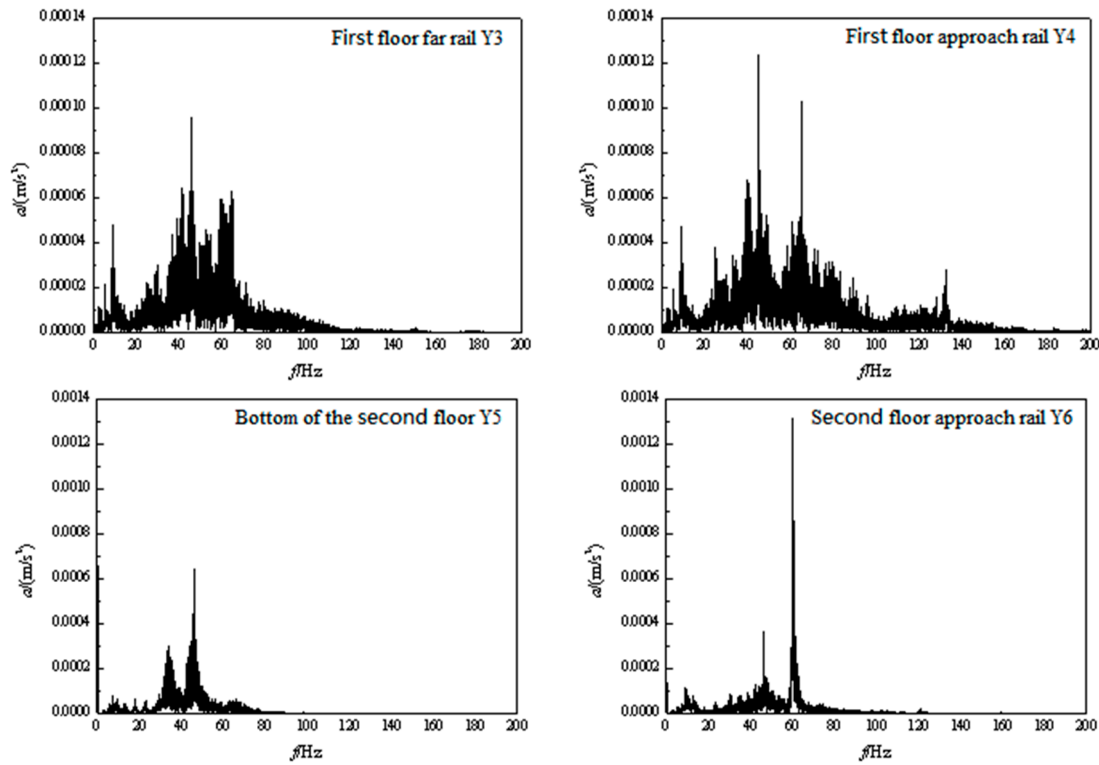 First floor far rail Y3
0.00014
0.00012
0.00010
0.00008
0.00006
0.00004
0.00002
0.00000
a/(m/s²)
0 20 40 60 80 100 120 140 160 180 200
f/Hz
First floor approach rail Y4
0.00014
0.00012
0.00010
0.00008
0.00006
0.00004
0.00002
0.00000
a/(m/s²)
0 20 40 60 80 100 120 140 160 180 200
f/Hz
Bottom of the second floor Y5
0.0014
0.0012
0.0010
0.0008
0.0006
0.0004
0.0002
0.0000
a/(m/s²)
0 20 40 60 80 100 120 140 160 180 200
f/Hz
Second floor approach rail Y6
0.0014
0.0012
0.0010
0.0008
0.0006
0.0004
0.0002
0.0000
a/(m/s²)
0 20 40 60 80 100 120 140 160 180 200
f/Hz